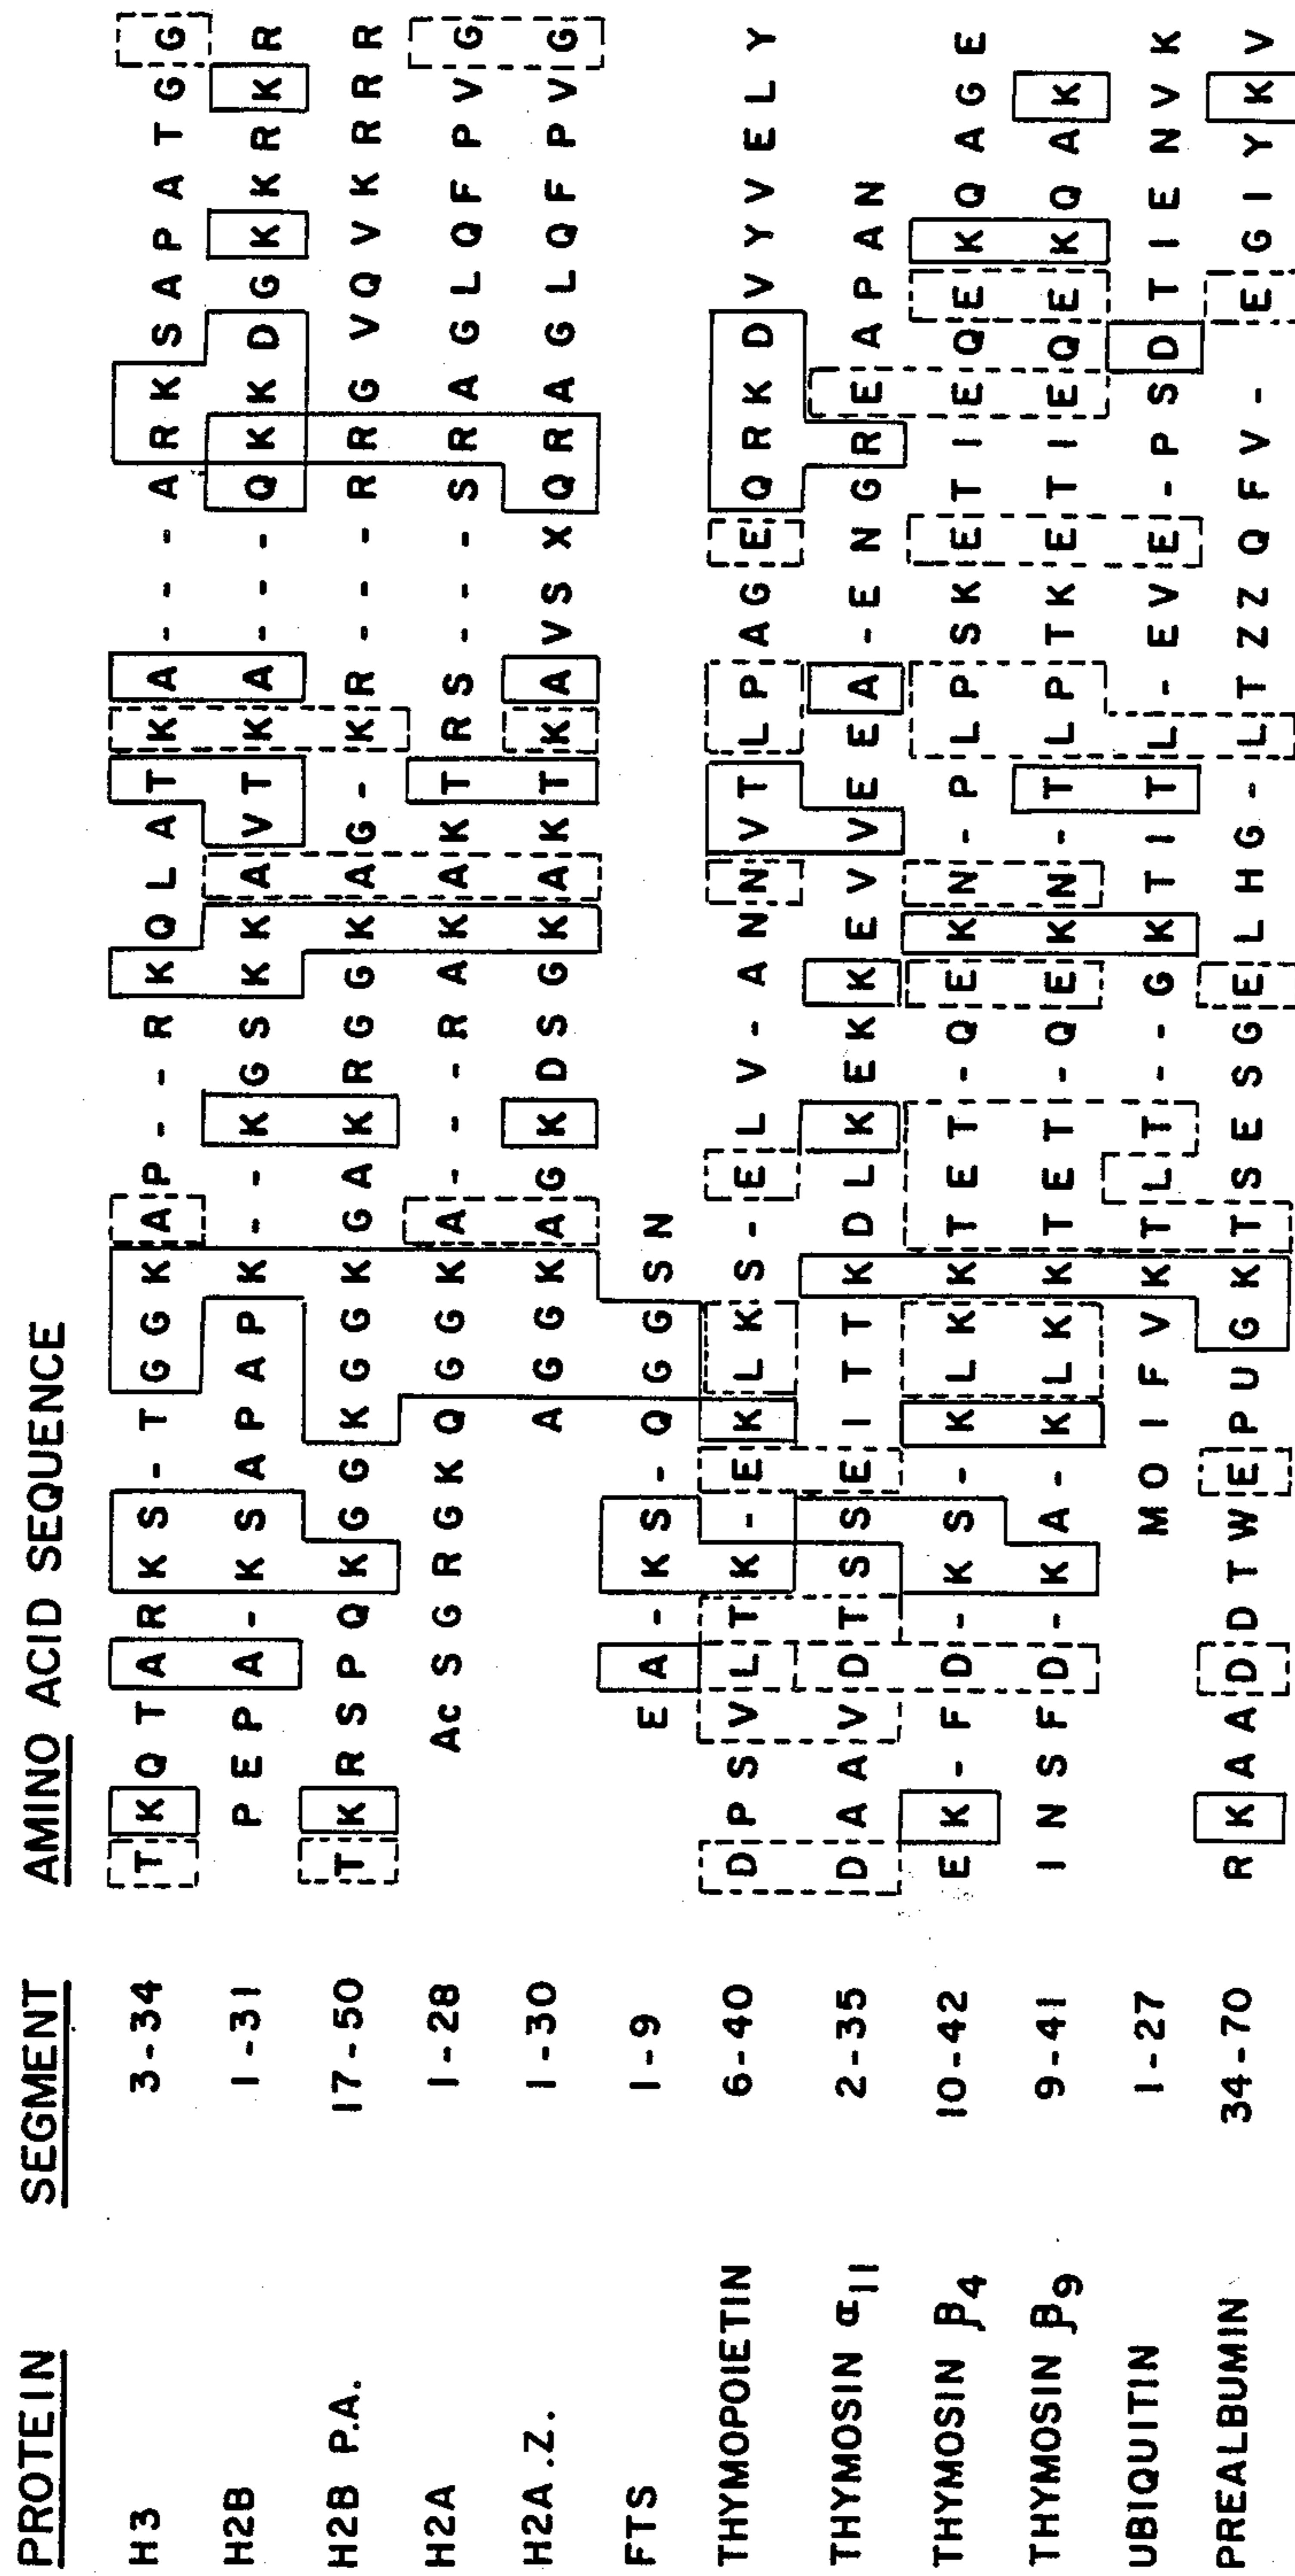 PROTEIN SEGMENT AMINO ACID SEQUENCE
H3 3-34 T K Q T A R K S - T G G K A P - - R K Q L A T K A - - - A R K S A P A T G G
H2B 1-31 P E P A - K S A P A P K - - K G S K K A V T K A - - - Q K K D G K K R K R
H2B P.A. 17-50 T K R S P Q K G G K G G K G A K R G G K A G - K R - - - R R G V Q V K R R R
H2A 1-28 Ac S G R G K Q G G K A - - - R A K A K T R S - - - S R A G L Q F P V G
H2A.Z. 1-30 A G G K A G K D S G K A K T K A V S X Q R A G L Q F P V G
FTS 1-9 E A - K S - Q G G S N
THYMOPOIETIN 6-40 D P S V L T K - E K L K S - E L V - A N N V T L P A G E Q R K D V Y V E L Y
THYMOSIN α11 2-35 D A A V D T S S E I T T K D L K E K K E V V E E A - E N G R E A P A N
THYMOSIN β4 10-42 E K - F D - K S - K L K K T E T - Q E K N - P L P S K E T I E Q E K Q A G E
THYMOSIN β9 9-41 I N S F D - K A - K L K K T E T - Q E K N - T L P T K E T I E Q E K Q A K
UBIQUITIN 1-27 M O I F V K T L T - - G K T I T L - E V E - P S D T I E N V K
PREALBUMIN 34-70 R K A A D D T W E P U G K T S E S G E L H G - L T Z Z Q F V - E G I Y K V